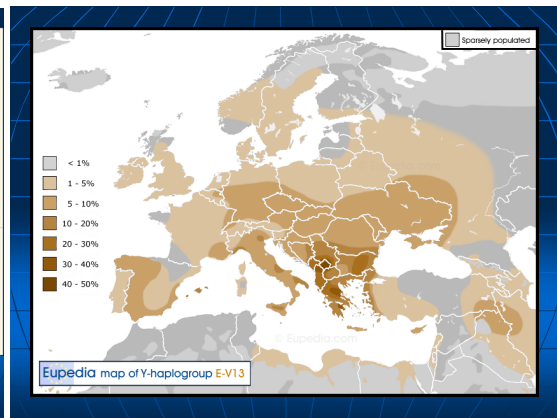 Sparsely populated
< 1%
1 - 5%
5 - 10%
10 - 20%
20 - 30%
30 - 40%
40 - 50%
© Eupedia.com
Eupedia map of Y-haplogroup E-V13